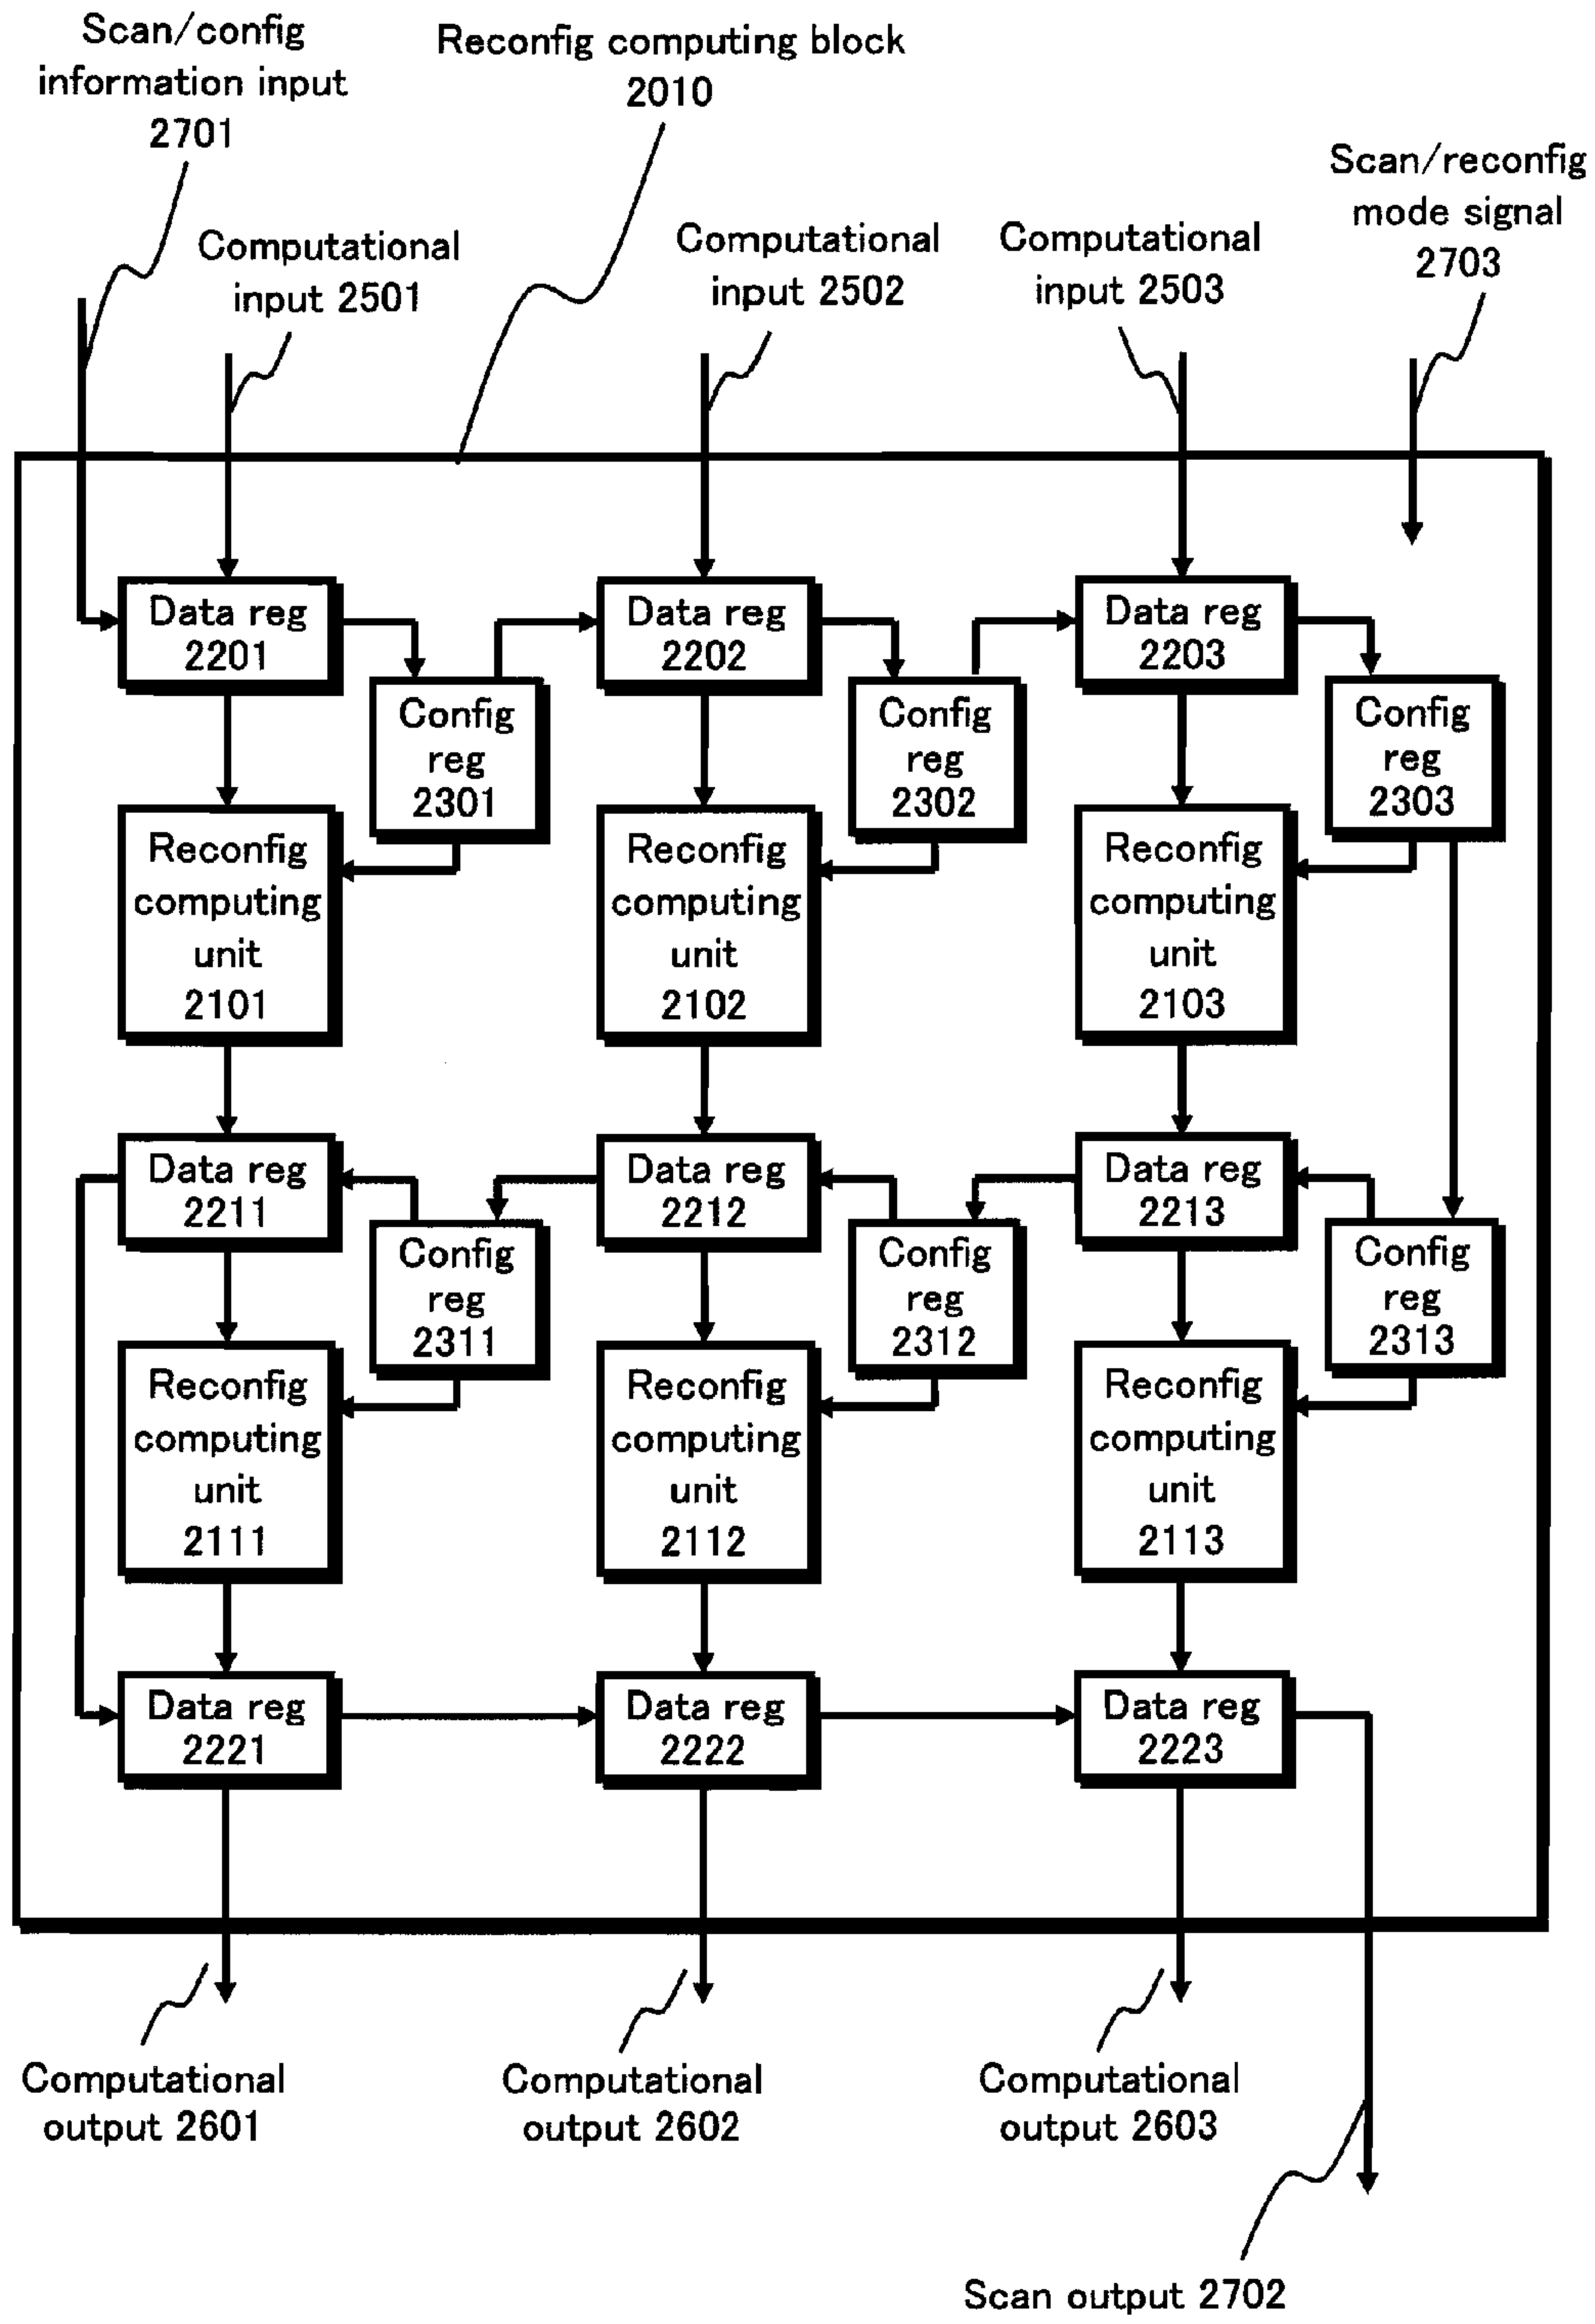 Scan/config
information input
2701
Reconfig computing block
2010
Scan/reconfig
mode signal
2703
Computational
input 2501
Computational
input 2502
Computational
input 2503
Data reg
2201
Data reg
2202
Data reg
2203
Config
reg
2301
Config
reg
2302
Config
reg
2303
Reconfig
computing
unit
2101
Reconfig
computing
unit
2102
Reconfig
computing
unit
2103
Data reg
2211
Data reg
2212
Data reg
2213
Config
reg
2311
Config
reg
2312
Config
reg
2313
Reconfig
computing
unit
2111
Reconfig
computing
unit
2112
Reconfig
computing
unit
2113
Data reg
2221
Data reg
2222
Data reg
2223
Computational
output 2601
Computational
output 2602
Computational
output 2603
Scan output 2702